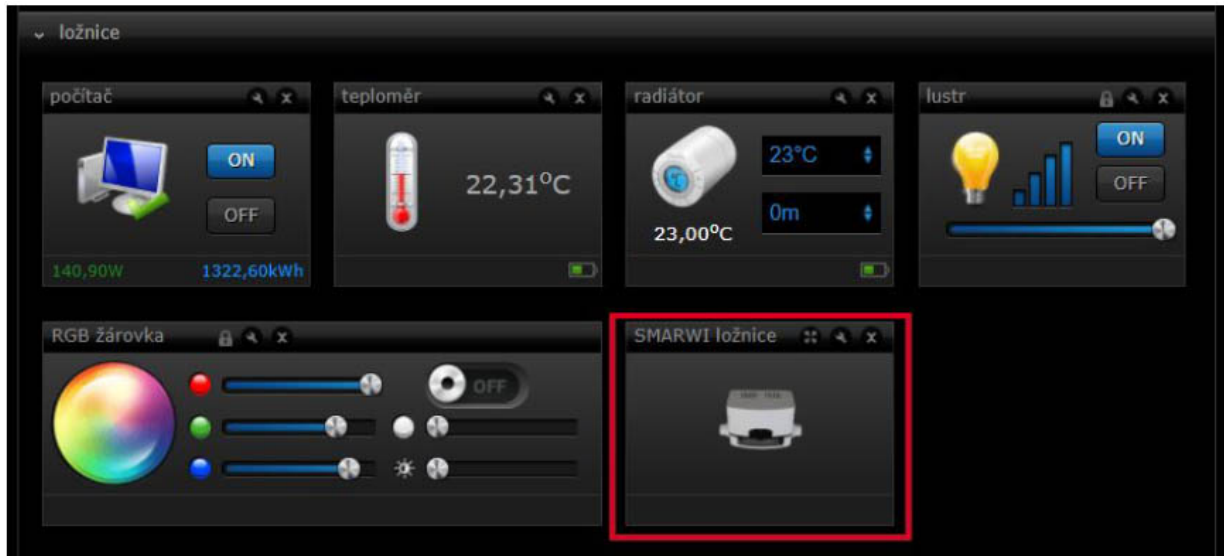 ložnice
počítač
ON
OFF
140,90W 1322,60kWh
teploměr
22,31°C
radiátor
23°C
0m
23,00°C
lustr
ON
OFF
RGB žárovka
OFF
SMARWI ložnice